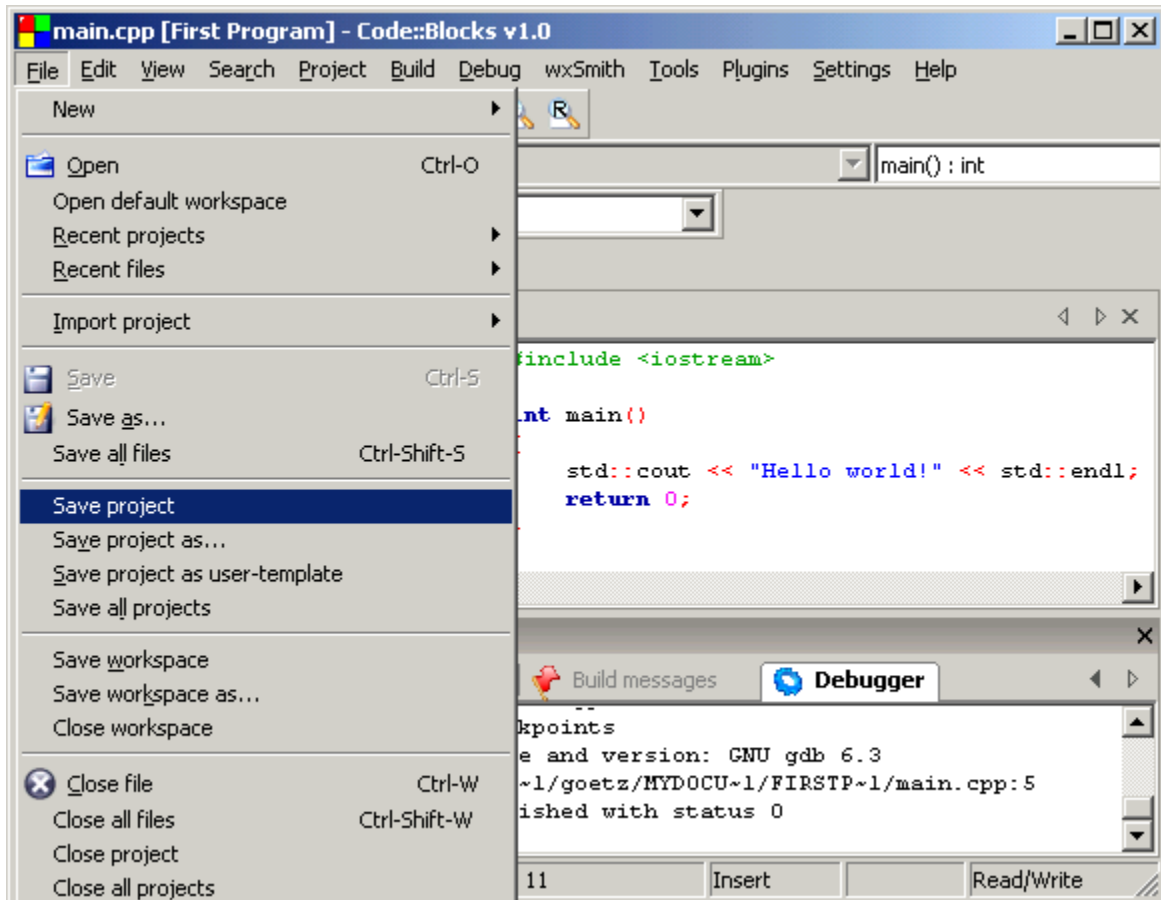 main.cpp [First Program] - Code::Blocks v1.0
File Edit View Search Project Build Debug wxSmith Tools Plugins Settings Help
New
Open Ctrl-O
Open default workspace
Recent projects
Recent files
Import project
Save Ctrl-S
Save as...
Save all files Ctrl-Shift-S
Save project
Save project as...
Save project as user-template
Save all projects
Save workspace
Save workspace as...
Close workspace
Close file Ctrl-W
Close all files Ctrl-Shift-W
Close project
Close all projects
R
main() : int
#include <iostream>
int main()
std::cout << "Hello world!" << std::endl;
return 0;
Build messages Debugger
kpoints
e and version: GNU gdb 6.3
~1/goetz/MYDOCU~1/FIRSTP~1/main.cpp:5
ished with status 0
11 Insert Read/Write